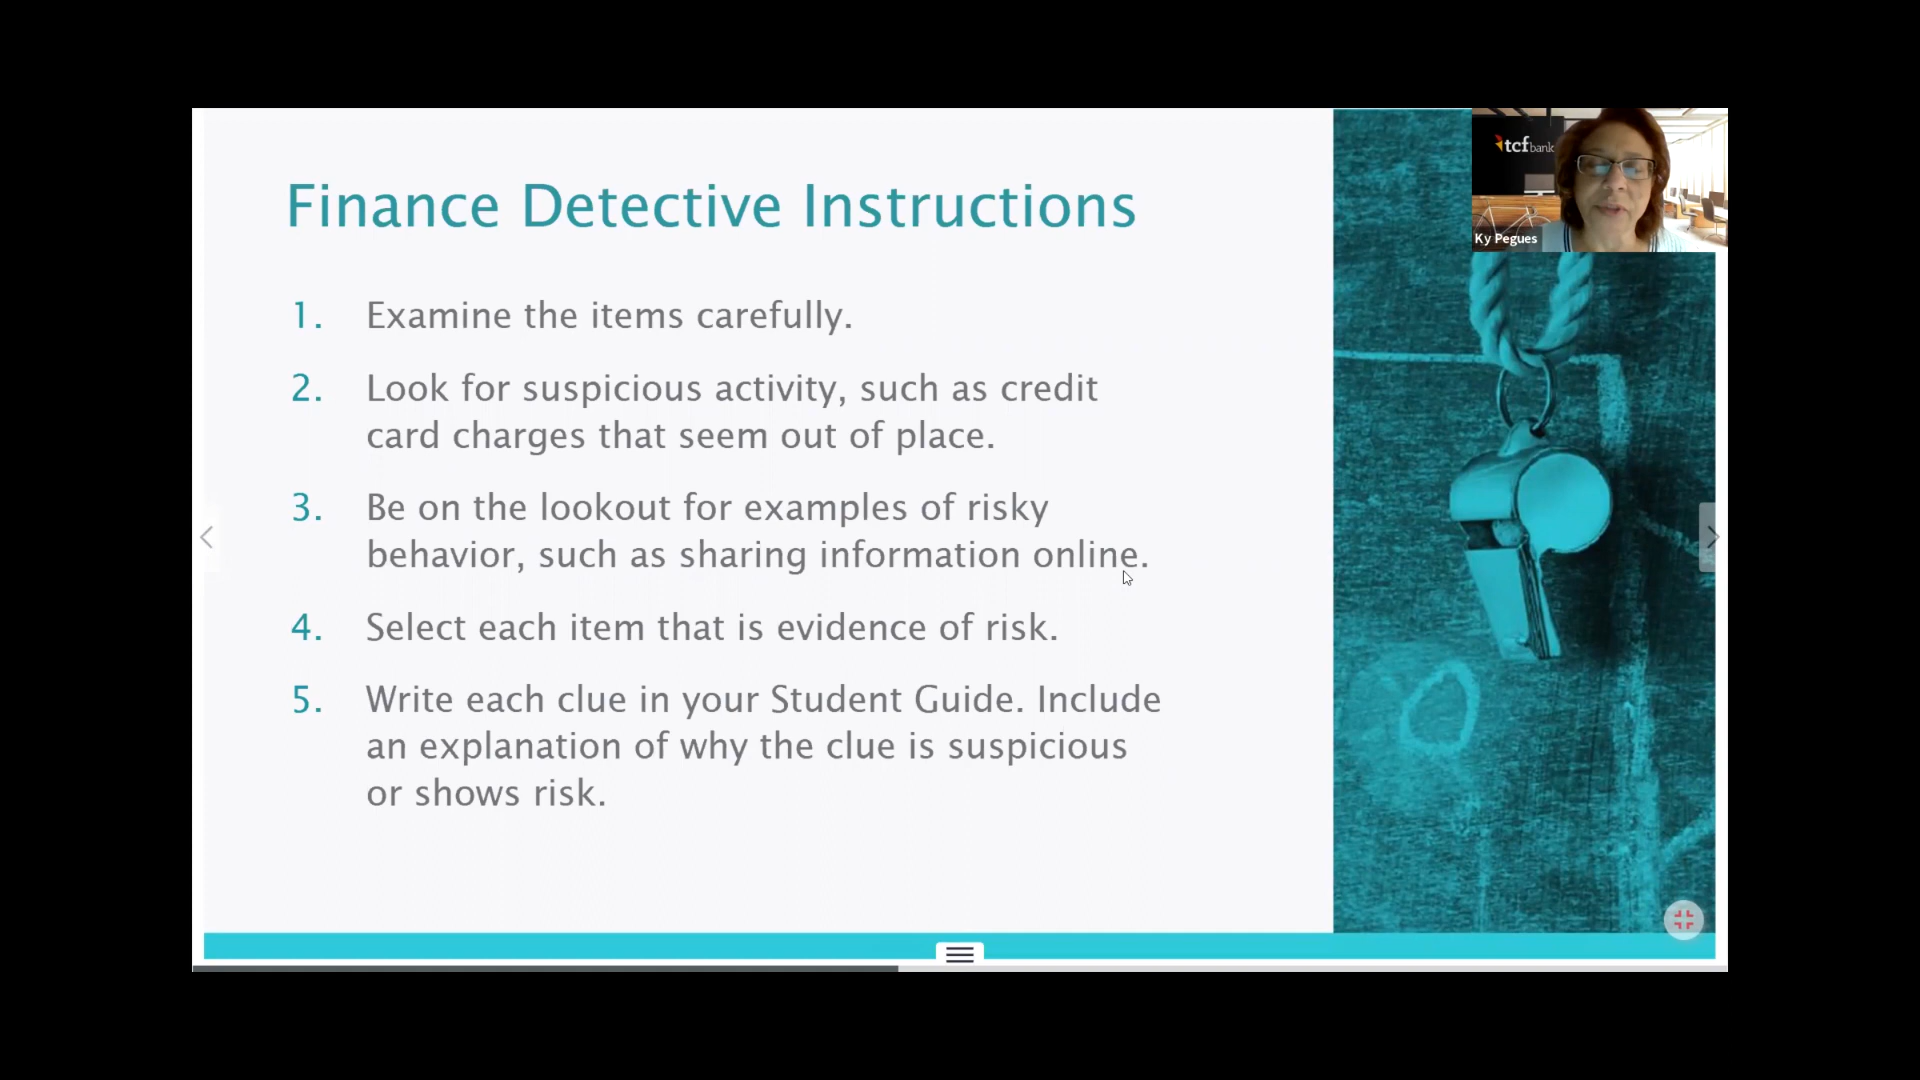 Finance Detective Instructions
1. Examine the items carefully.
2. Look for suspicious activity, such as credit
card charges that seem out of place.
3. Be on the lookout for examples of risky
behavior, such as sharing information online.
4. Select each item that is evidence of risk.
5. Write each clue in your Student Guide. Include
an explanation of why the clue is suspicious
or shows risk.
tcf bank
Ky Pegues